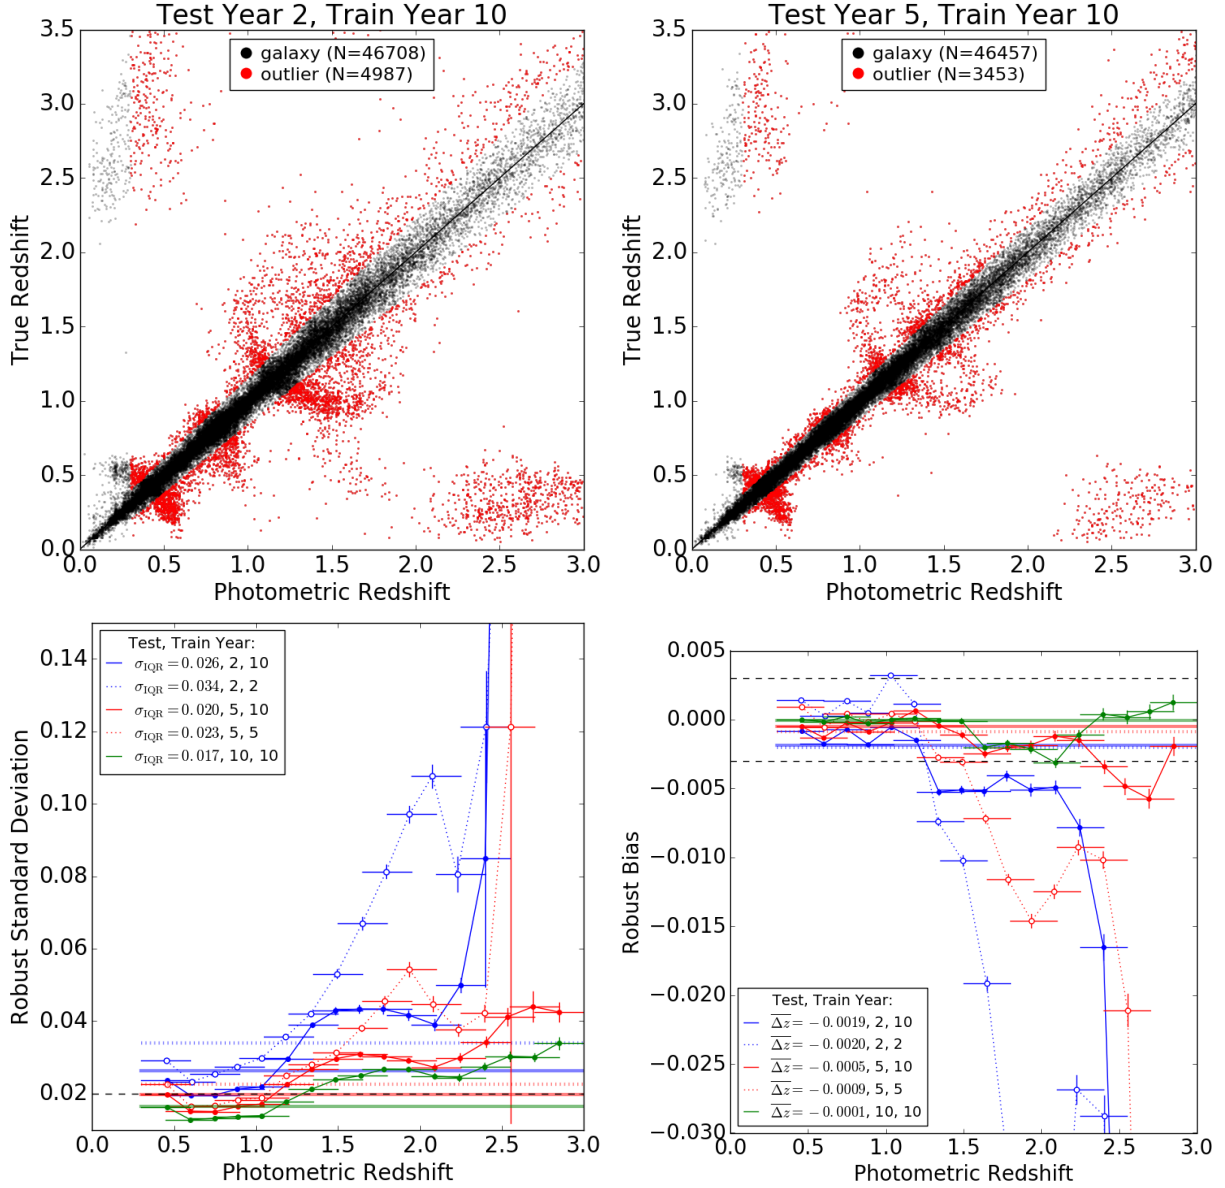 Test Year 2, Train Year 10
3.5
3.0
2.5
2.0
1.5
1.0
0.5
0.0
True Redshift
galaxy (N=46708)
outlier (N=4987)
0.0 0.5 1.0 1.5 2.0 2.5 3.0
Photometric Redshift
Test Year 5, Train Year 10
3.5
3.0
2.5
2.0
1.5
1.0
0.5
0.0
True Redshift
galaxy (N=46457)
outlier (N=3453)
0.0 0.5 1.0 1.5 2.0 2.5 3.0
Photometric Redshift
0.14
0.12
0.10
0.08
0.06
0.04
0.02
Robust Standard Deviation
Test, Train Year:
σIQR = 0.026, 2, 10
σIQR = 0.034, 2, 2
σIQR = 0.020, 5, 10
σIQR = 0.023, 5, 5
σIQR = 0.017, 10, 10
0.0 0.5 1.0 1.5 2.0 2.5 3.0
Photometric Redshift
0.005
0.000
−0.005
−0.010
−0.015
−0.020
−0.025
−0.030
Robust Bias
Test, Train Year:
Δz = −0.0019, 2, 10
Δz = −0.0020, 2, 2
Δz = −0.0005, 5, 10
Δz = −0.0009, 5, 5
Δz = −0.0001, 10, 10
0.0 0.5 1.0 1.5 2.0 2.5 3.0
Photometric Redshift